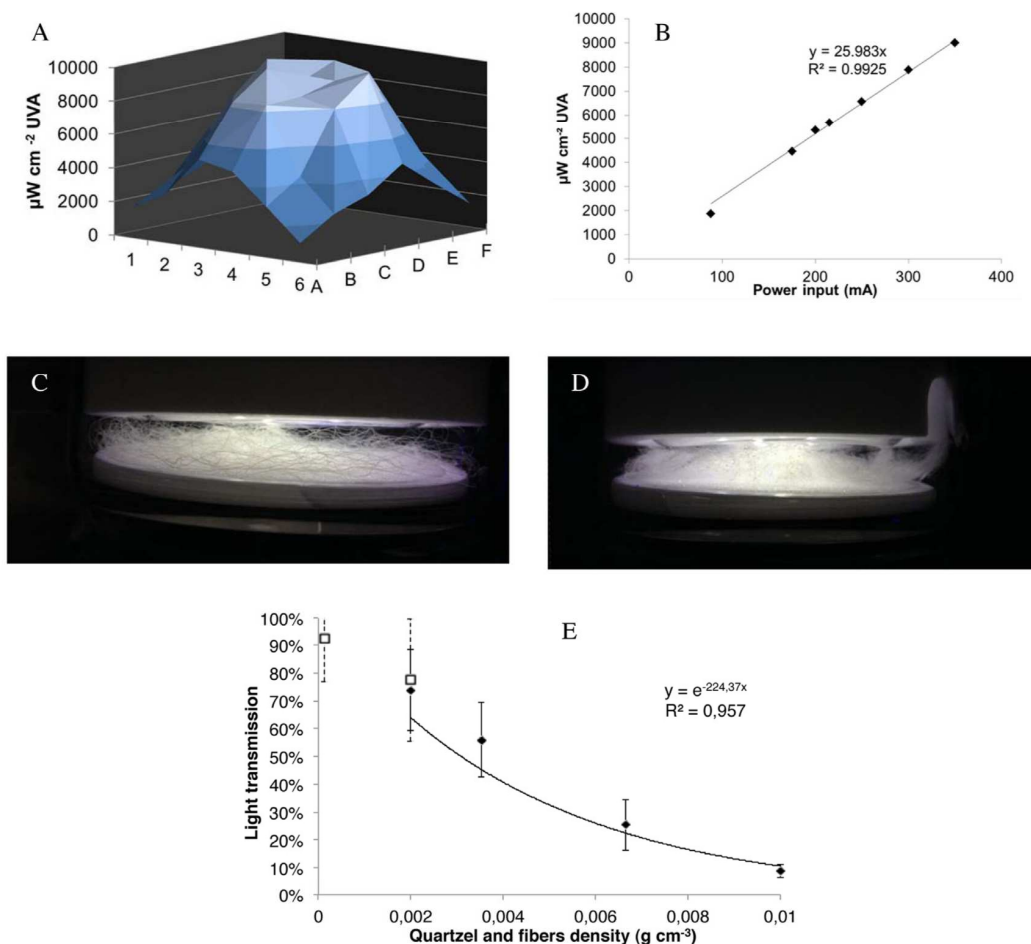 A
μW cm⁻² UVA
10000
8000
6000
4000
2000
0
1 2 3 4 5 6
A B C D E F
B
μW cm⁻² UVA
10000
9000
8000
7000
6000
5000
4000
3000
2000
1000
0
y = 25.983x
R² = 0.9925
0 100 200 300 400
Power input (mA)
C
D
E
Light transmission
100%
90%
80%
70%
60%
50%
40%
30%
20%
10%
0%
y = e⁻²²⁴,³⁷ˣ
R² = 0,957
0 0,002 0,004 0,006 0,008 0,01
Quartzel and fibers density (g cm⁻³)